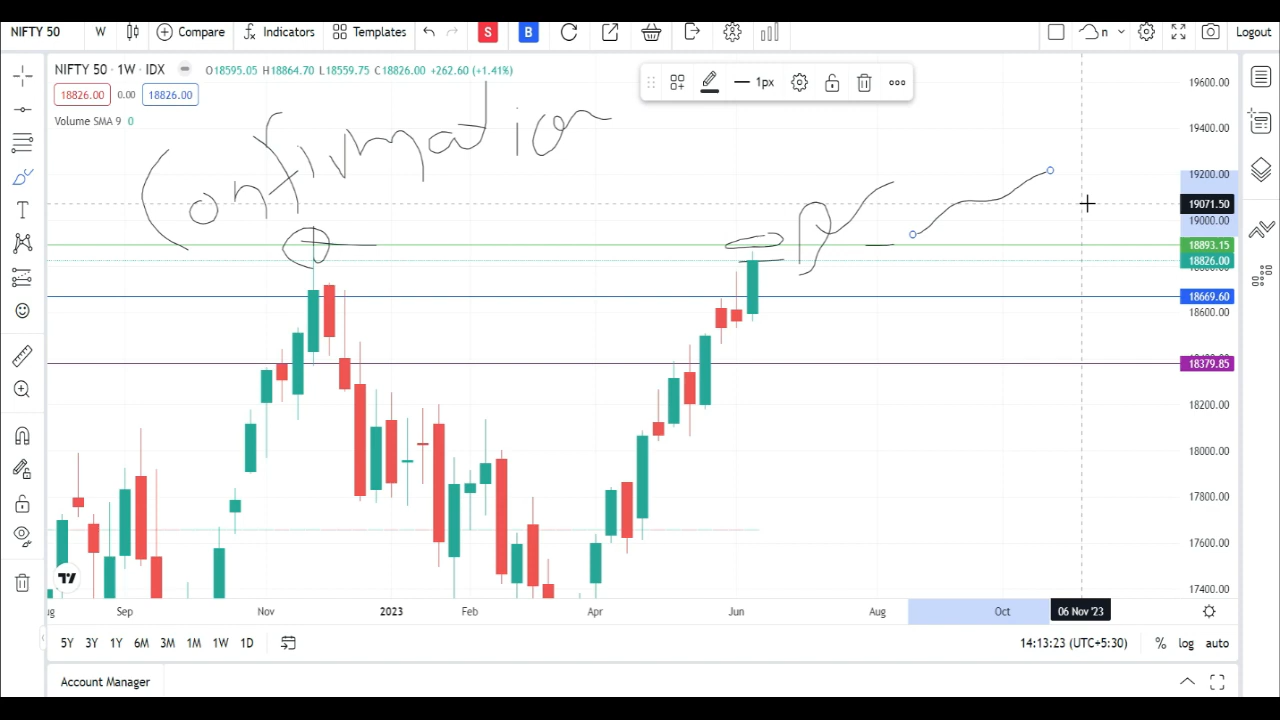 NIFTY 50 W Compare Indicators Templates S B n Logout
NIFTY 50 · 1W · IDX O18595.05 H18864.70 L18559.75 C18826.00 +262.60 (+1.41%)
18826.00 0.00 18826.00
1px
Volume SMA 9 0
Confirmation
19600.00
19400.00
19200.00
19071.50
19000.00
18893.15
18826.00
18669.60
18600.00
18379.85
18200.00
18000.00
17800.00
17600.00
17400.00
Sep Nov 2023 Feb Apr Jun Aug Oct 06 Nov '23
5Y 3Y 1Y 6M 3M 1M 1W 1D 14:13:23 (UTC+5:30) % log auto
Account Manager